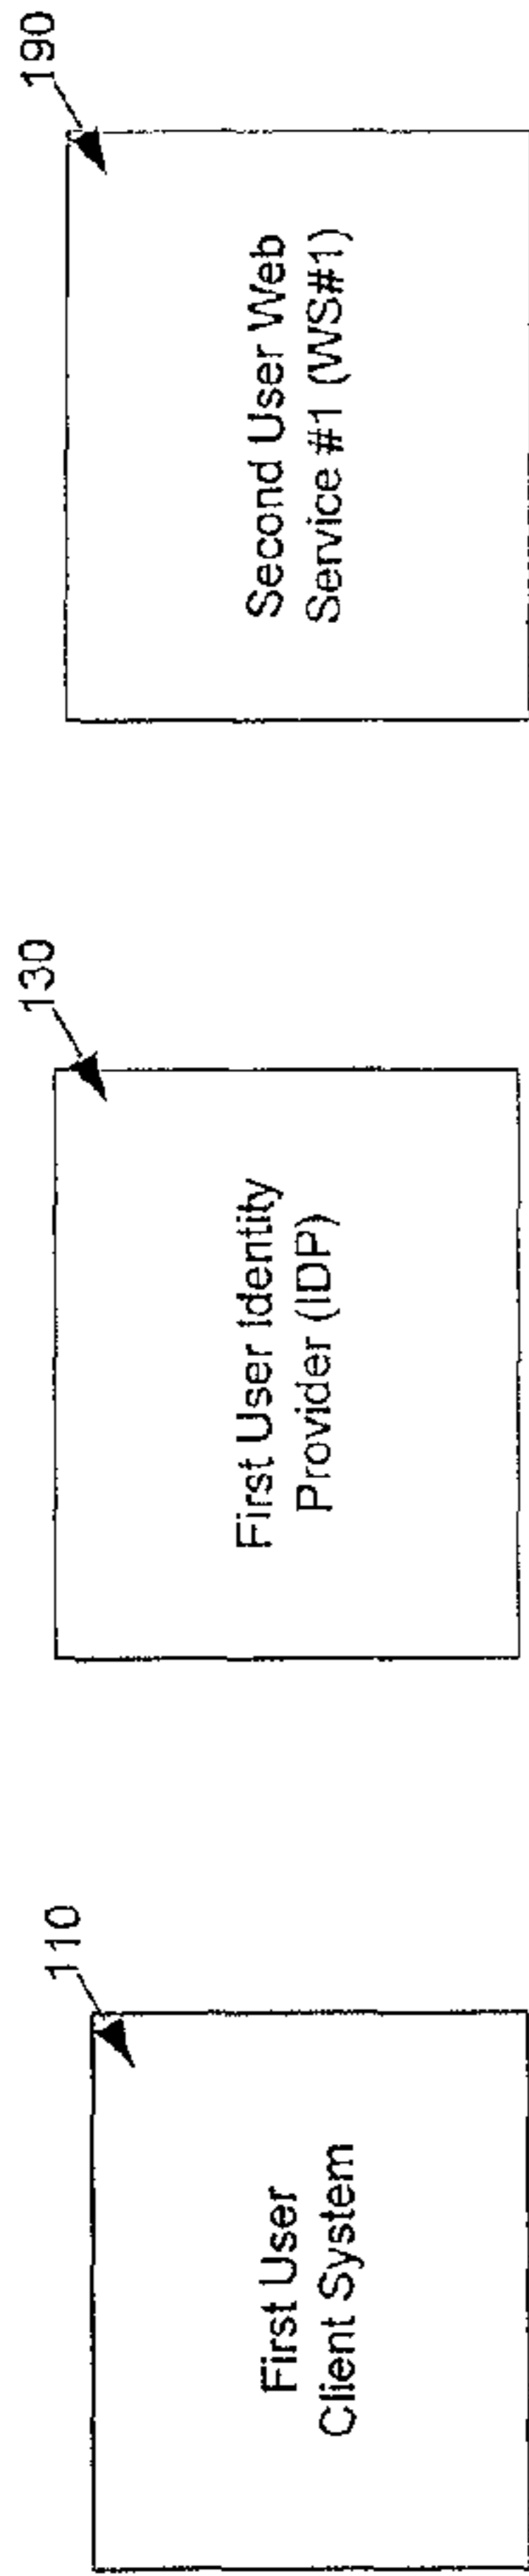 110
First User
Client System
130
First User Identity
Provider (IDP)
190
Second User Web
Service #1 (WS#1)